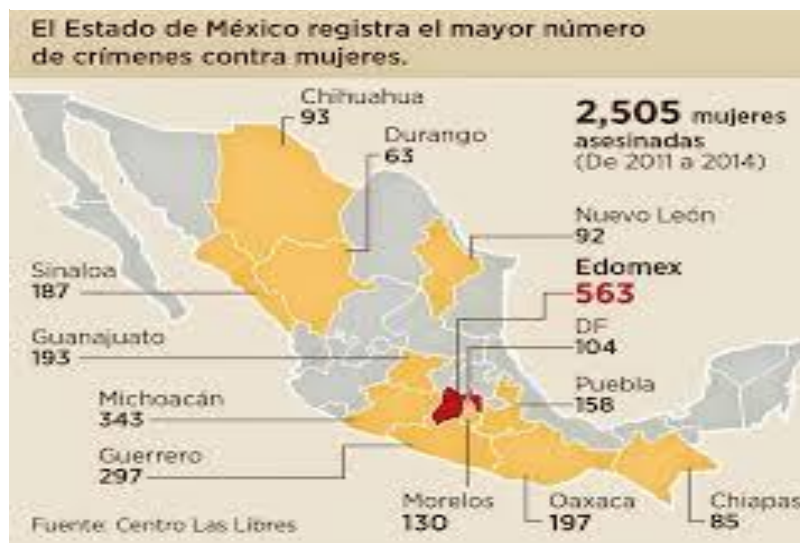 El Estado de México registra el mayor número
de crímenes contra mujeres.
2,505 mujeres
asesinadas
(De 2011 a 2014)
Chihuahua
93
Durango
63
Nuevo León
92
Edomex
563
Sinaloa
187
DF
104
Guanajuato
193
Puebla
158
Michoacán
343
Guerrero
297
Morelos
130
Oaxaca
197
Chiapas
85
Fuente: Centro Las Libres